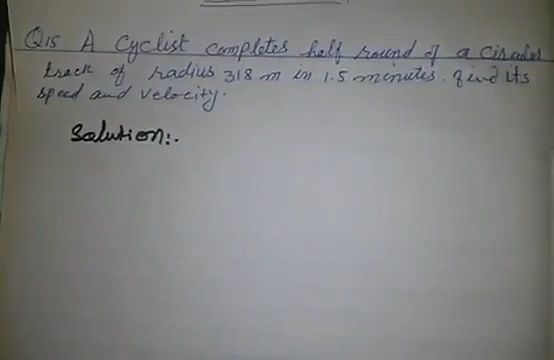 Q15 A Cyclist completes half round of a circular
track of radius 318 m in 1.5 minutes. find its
speed and velocity.
Solution:.